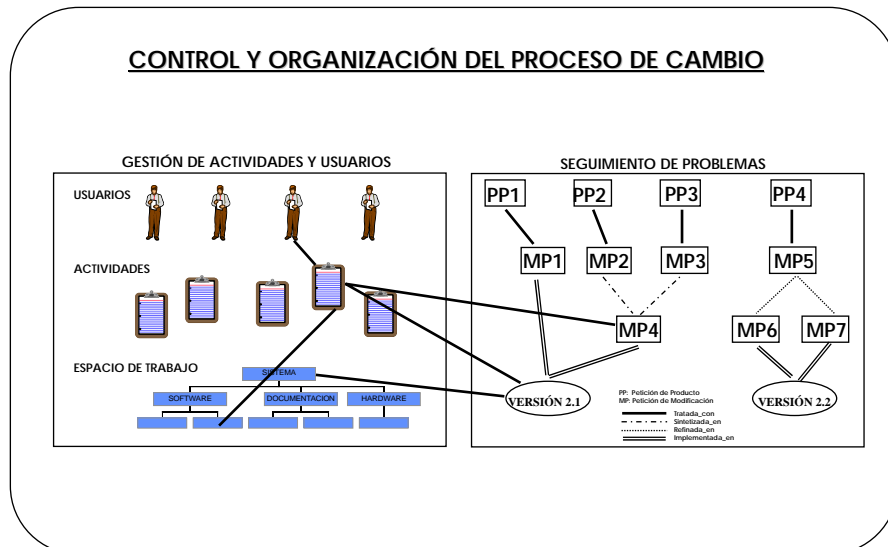 CONTROL Y ORGANIZACIÓN DEL PROCESO DE CAMBIO
GESTIÓN DE ACTIVIDADES Y USUARIOS
USUARIOS
ACTIVIDADES
ESPACIO DE TRABAJO
SISTEMA
SOFTWARE
DOCUMENTACION
HARDWARE
SEGUIMIENTO DE PROBLEMAS
PP1
PP2
PP3
PP4
MP1
MP2
MP3
MP5
MP4
MP6
MP7
VERSIÓN 2.1
VERSIÓN 2.2
PP: Petición de Producto
MP: Petición de Modificación
Tratada_con
Sintetizada_en
Refinada_en
Implementada_en